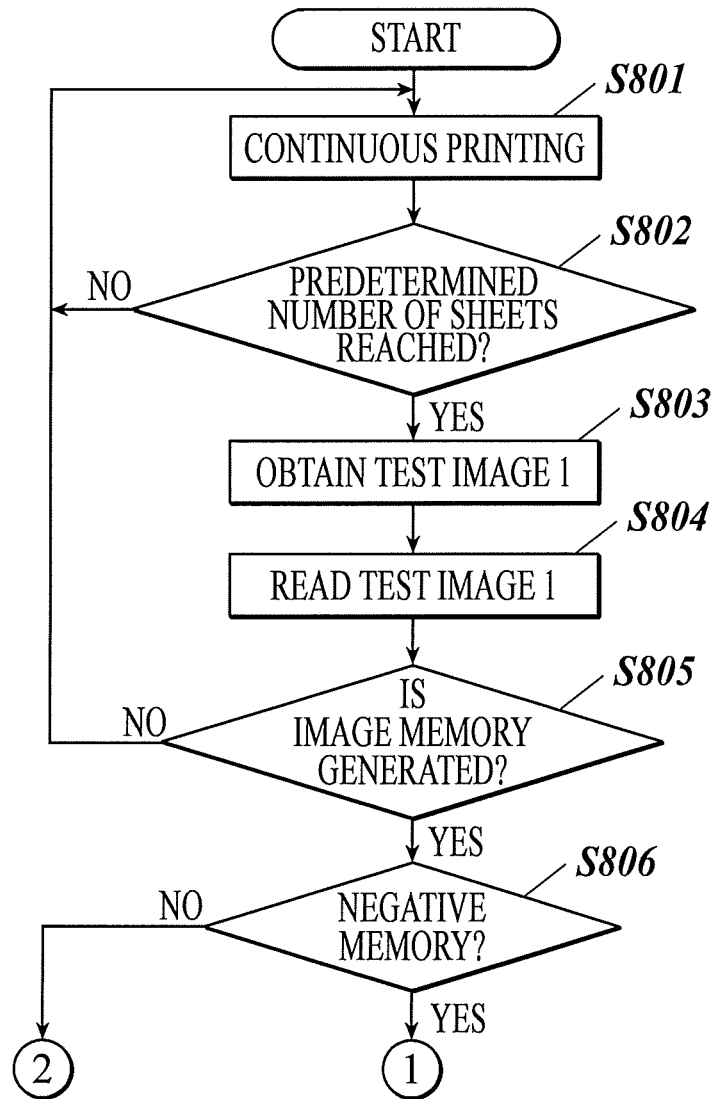 START
S801
CONTINUOUS PRINTING
S802
PREDETERMINED
NUMBER OF SHEETS
REACHED?
NO
YES
S803
OBTAIN TEST IMAGE 1
S804
READ TEST IMAGE 1
S805
IS
IMAGE MEMORY
GENERATED?
NO
YES
S806
NEGATIVE
MEMORY?
NO
YES
2
1